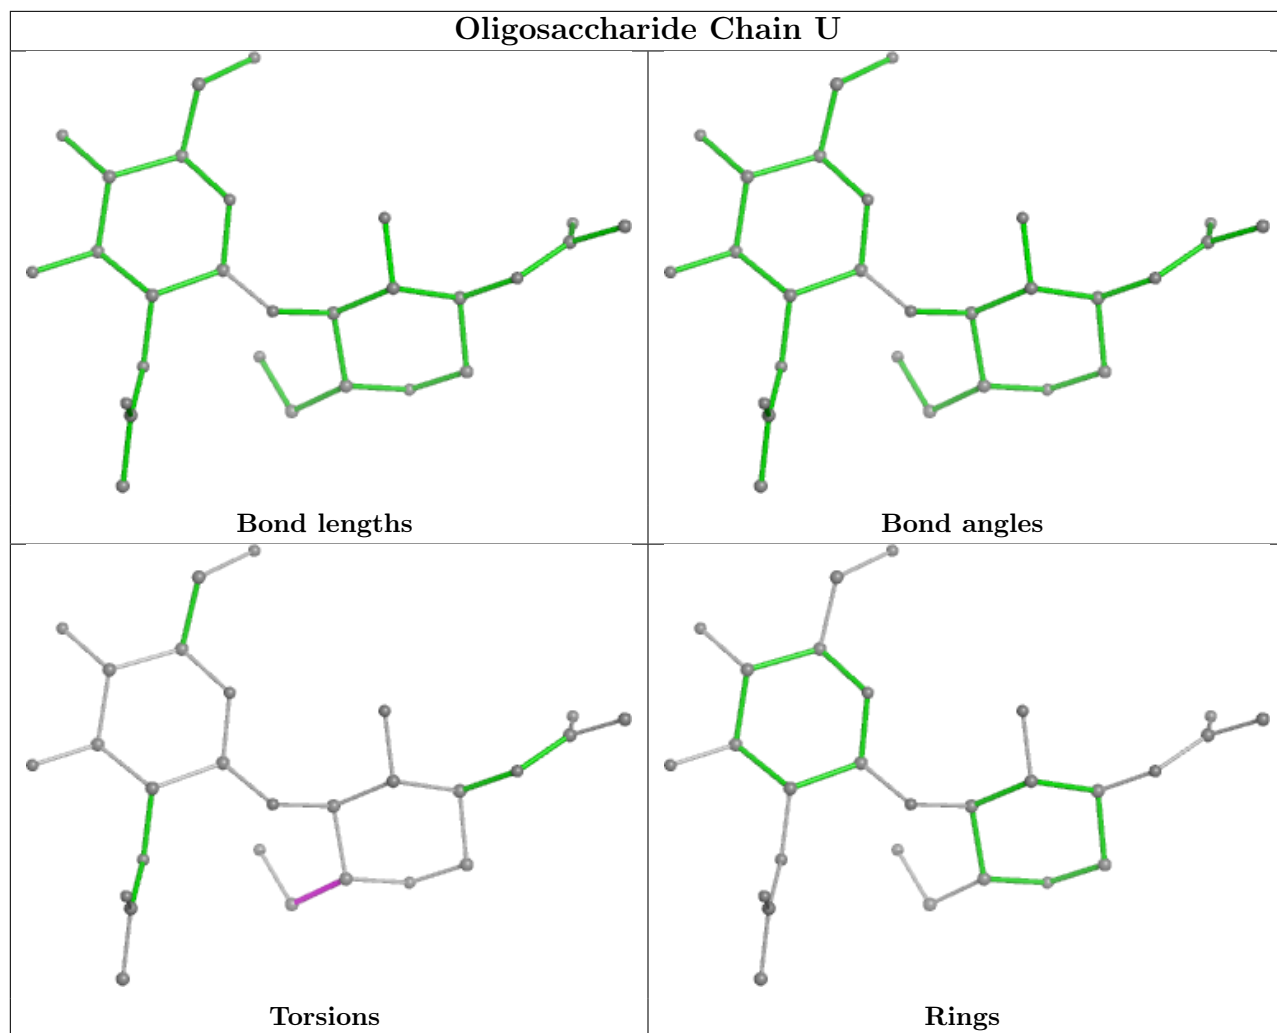 Oligosaccharide Chain U
Bond lengths
Bond angles
Torsions
Rings